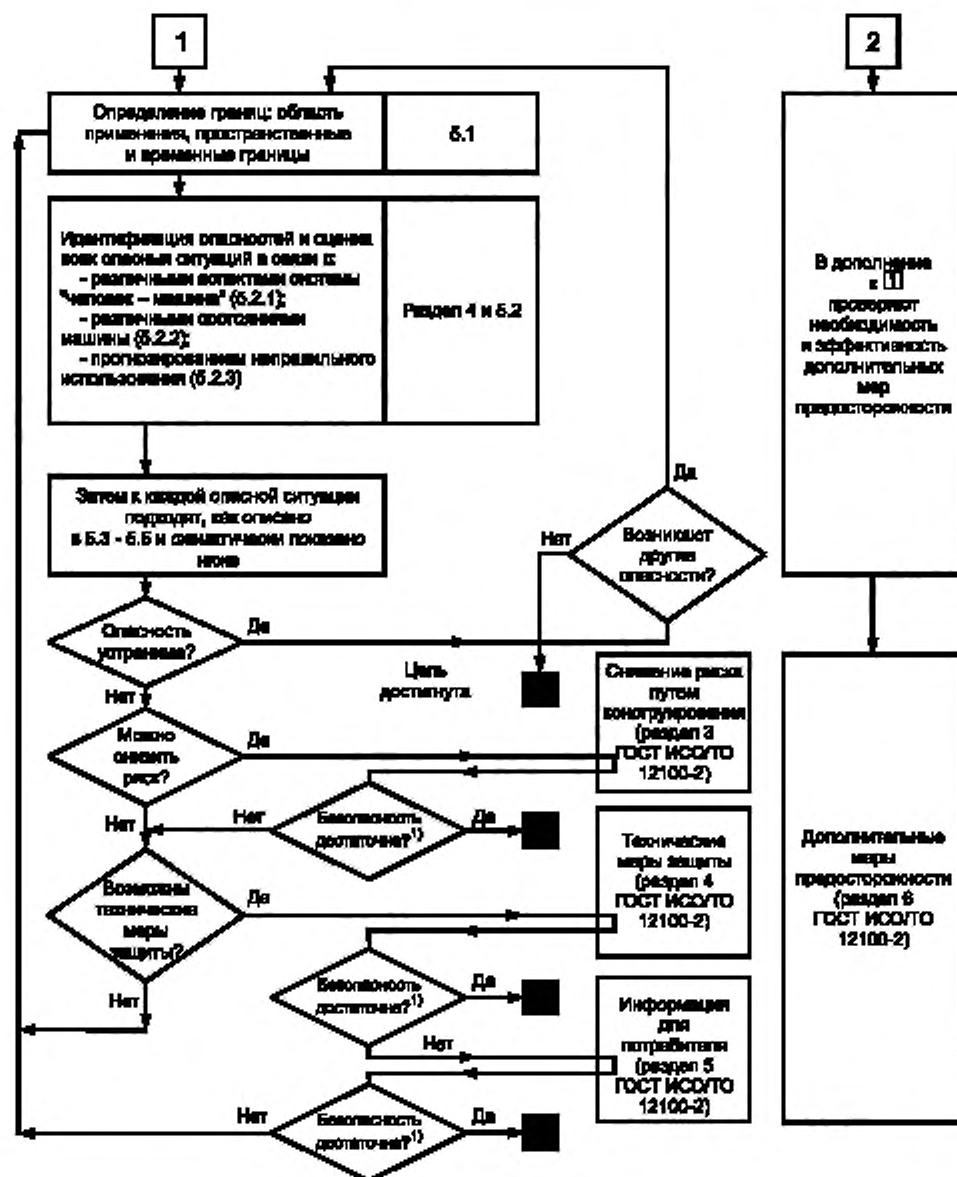 1
2
Определение границ: область
применения, пространственные
и временные границы
5.1
Идентификация опасностей и оценка
всех опасных ситуаций в связи с:
- различными аспектами системы
"человек – машина" (5.2.1);
- различными состояниями
машины (5.2.2);
- прогнозированием неправильного
использования (5.2.3)
Раздел 4 и 5.2
В дополнение
к 1
проверяют
необходимость
и эффективность
дополнительных
мер
предосторожности
Затем к каждой опасной ситуации
подходят, как описано
в 5.3 - 5.5 и схематически показано
ниже
Да
Нет
Возникают
другие
опасности?
Опасность
устранима?
Да
Нет
Цель
достигнута
Снижение риска
путем
конструирования
(раздел 3
ГОСТ ИСО/ТО
12100-2)
Можно
снизить
риск?
Да
Нет
Безопасность
достаточна?1)
Нет
Да
Технические
меры защиты
(раздел 4
ГОСТ ИСО/ТО
12100-2)
Дополнительные
меры
предосторожности
(раздел 6
ГОСТ ИСО/ТО
12100-2)
Возможны
технические
меры
защиты?
Да
Нет
Безопасность
достаточна?1)
Да
Нет
Информация
для
потребителя
(раздел 5
ГОСТ ИСО/ТО
12100-2)
Безопасность
достаточна?1)
Нет
Да